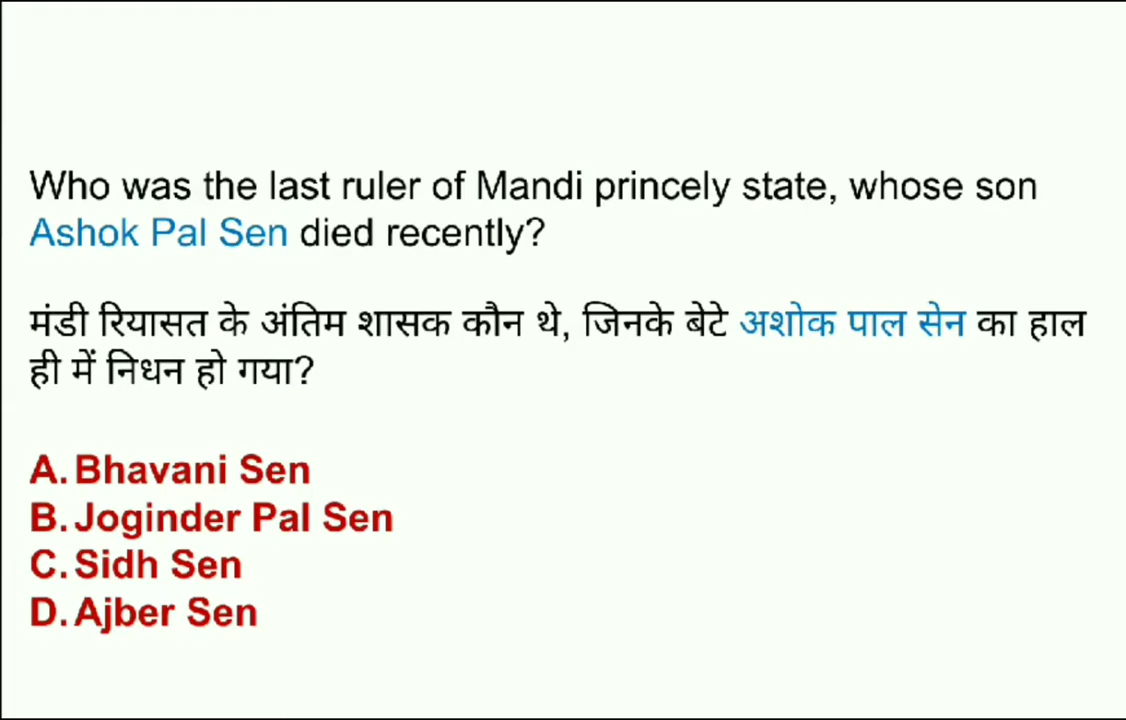 Who was the last ruler of Mandi princely state, whose son
Ashok Pal Sen died recently?
मंडी रियासत के अंतिम शासक कौन थे, जिनके बेटे अशोक पाल सेन का हाल
ही में निधन हो गया?
A. Bhavani Sen
B. Joginder Pal Sen
C. Sidh Sen
D. Ajber Sen